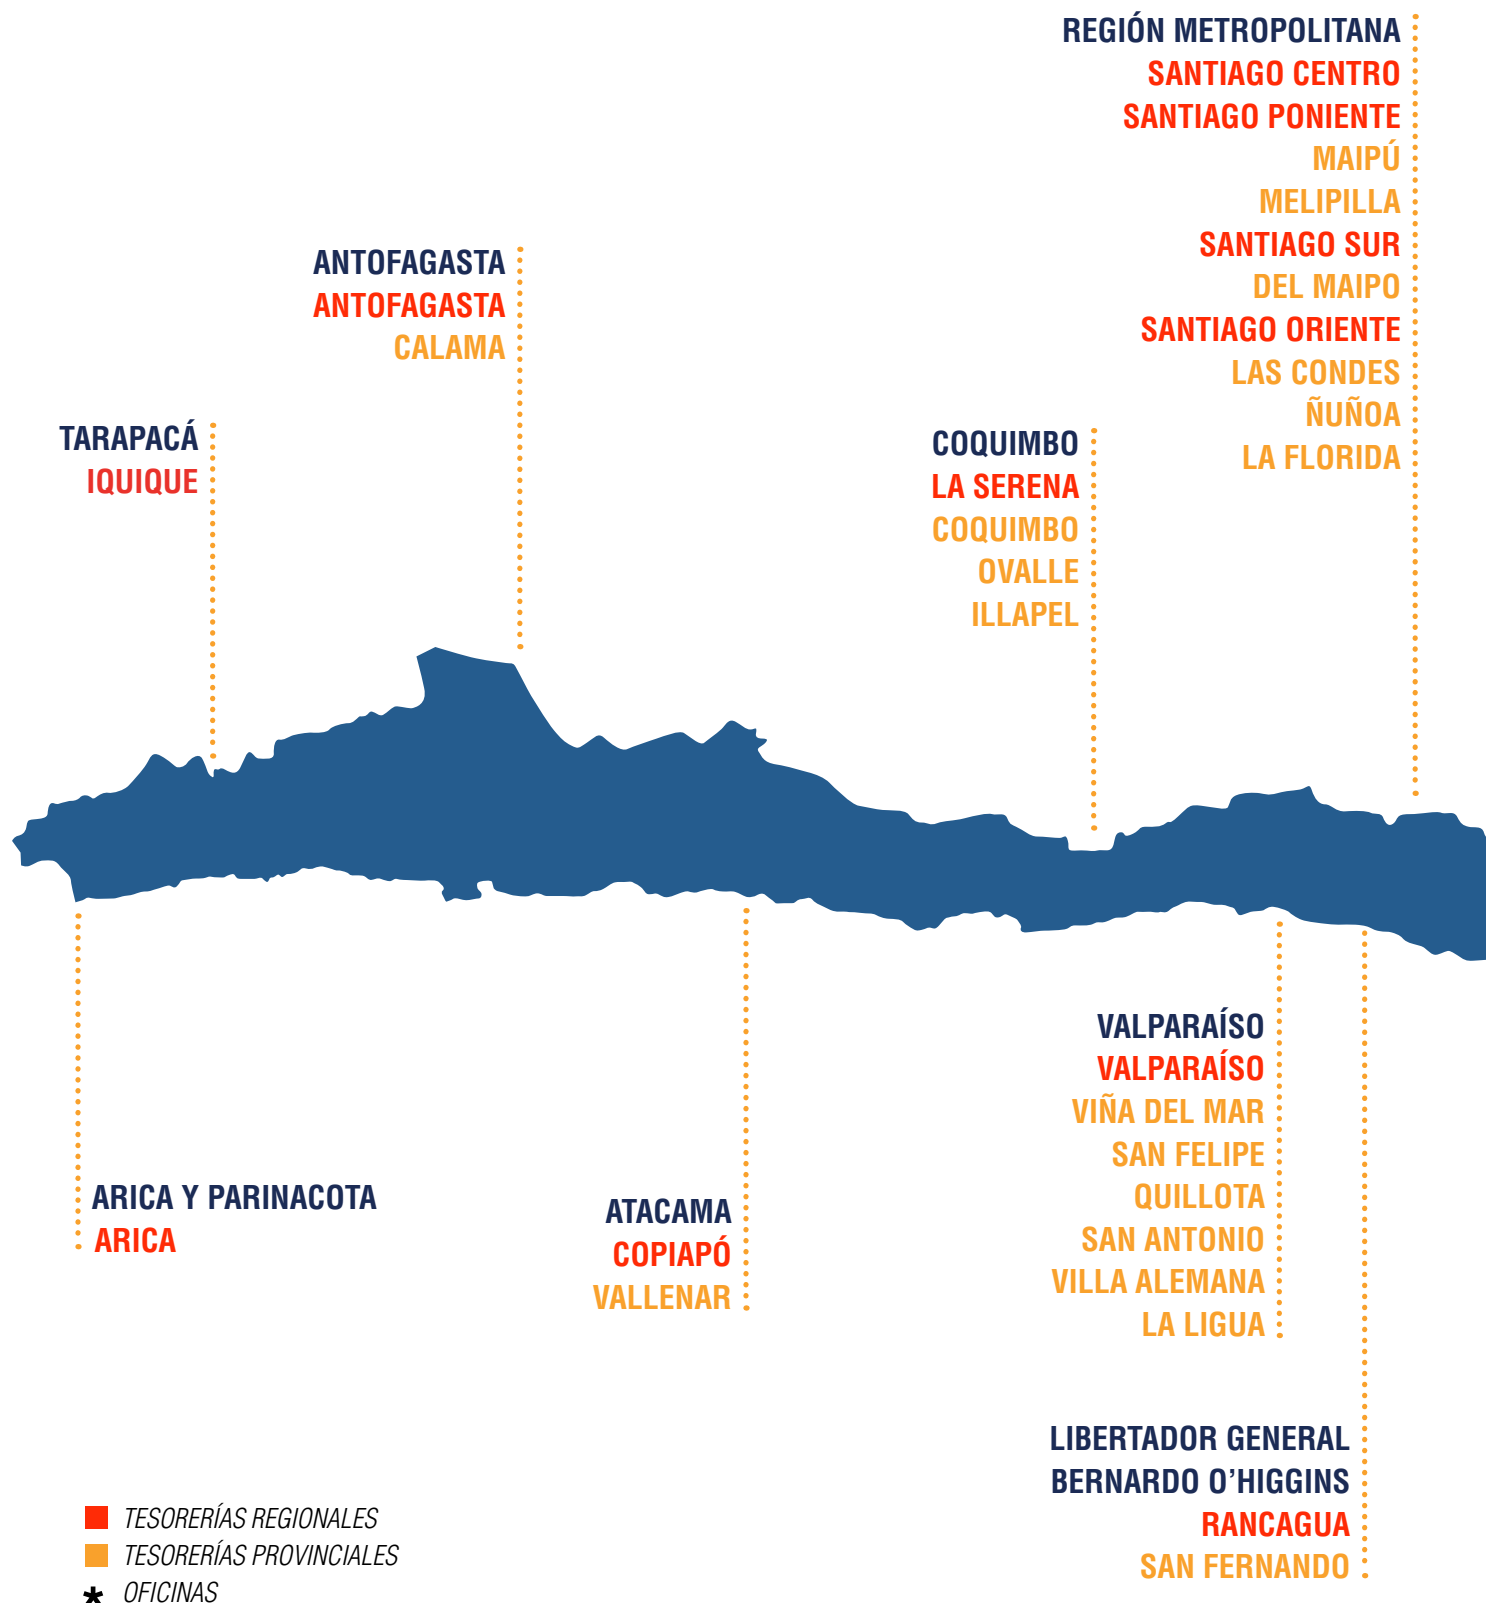 REGIÓN METROPOLITANA
SANTIAGO CENTRO
SANTIAGO PONIENTE
MAIPÚ
MELIPILLA
SANTIAGO SUR
DEL MAIPO
SANTIAGO ORIENTE
LAS CONDES
ÑUÑOA
LA FLORIDA
ANTOFAGASTA
ANTOFAGASTA
CALAMA
TARAPACÁ
IQUIQUE
COQUIMBO
LA SERENA
COQUIMBO
OVALLE
ILLAPEL
ARICA Y PARINACOTA
ARICA
ATACAMA
COPIAPÓ
VALLENAR
VALPARAÍSO
VALPARAÍSO
VIÑA DEL MAR
SAN FELIPE
QUILLOTA
SAN ANTONIO
VILLA ALEMANA
LA LIGUA
LIBERTADOR GENERAL
BERNARDO O’HIGGINS
RANCAGUA
SAN FERNANDO
TESORERÍAS REGIONALES
TESORERÍAS PROVINCIALES
* OFICINAS